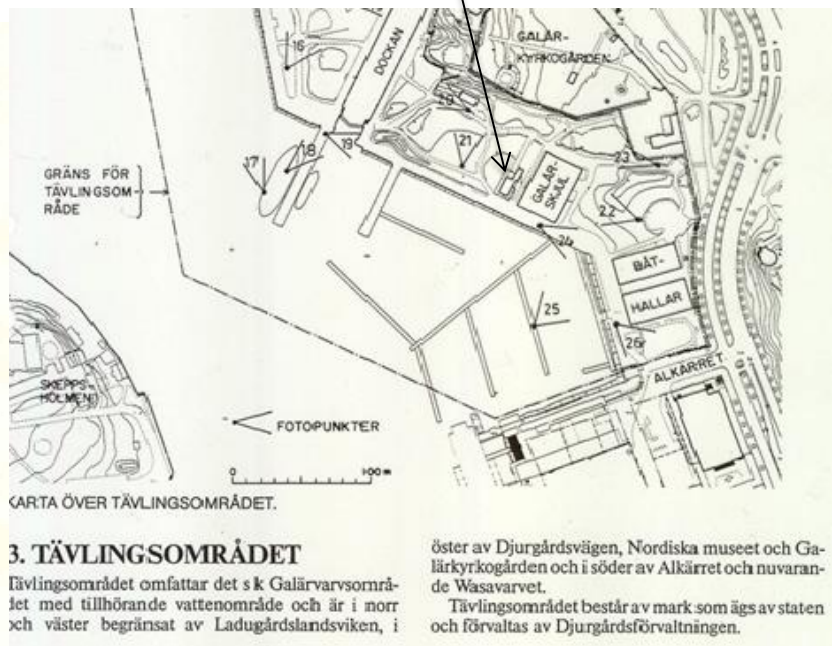 16
DOCKAN
GALÄR-
KYRKOGÅRDEN
19
21
23
17
18
GRÄNS FÖR
TÄVLINGSOM-
RÅDE
GALÄR-
SKJUL
22
24
BÅT-
HALLAR
25
26
ALKÄRRET
SKEPPS-
HOLMEN
FOTOPUNKTER
0 100 m
KARTA ÖVER TÄVLINGSOMRÅDET.
3. TÄVLINGSOMRÅDET
Tävlingsområdet omfattar det s k Galärvarvsområ-
det med tillhörande vattenområde och är i norr
och väster begränsat av Ladugårdslandsviken, i
öster av Djurgårdsvägen, Nordiska museet och Ga-
lärkyrkogården och i söder av Alkärret och nuvaran-
de Wasavarvet.
Tävlingsområdet består av mark som ägs av staten
och förvaltas av Djurgårdsförvaltningen.